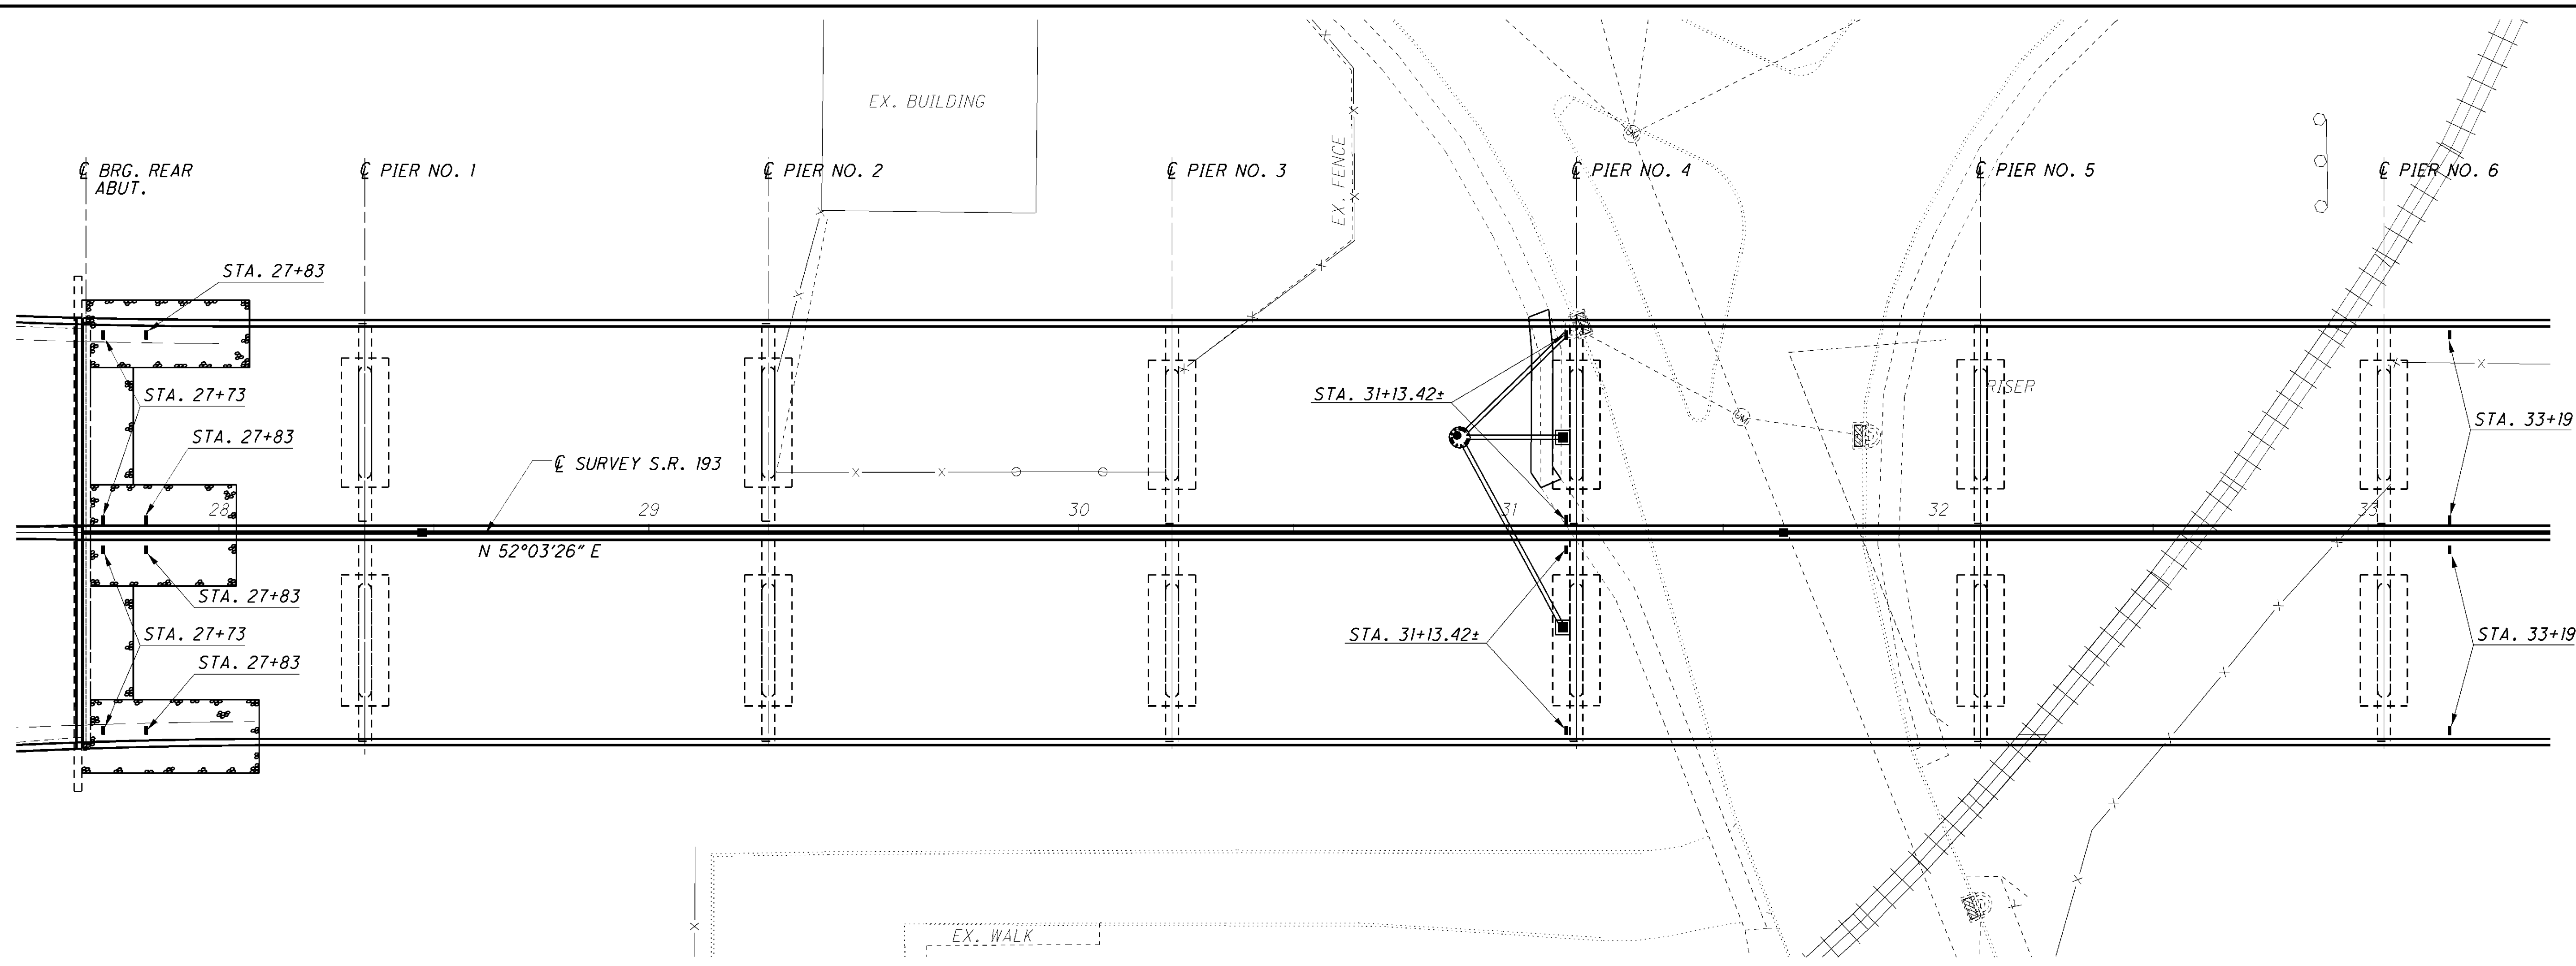 EX. BUILDING
EX. FENCE
℄ BRG. REAR
ABUT.
℄ PIER NO. 1
℄ PIER NO. 2
℄ PIER NO. 3
℄ PIER NO. 4
℄ PIER NO. 5
℄ PIER NO. 6
STA. 27+83
STA. 27+73
STA. 27+83
STA. 31+13.42±
RISER
STA. 33+19
℄ SURVEY S.R. 193
28
29
30
31
32
33
N 52°03'26" E
STA. 27+83
STA. 27+73
STA. 27+83
STA. 31+13.42±
STA. 33+19
EX. WALK